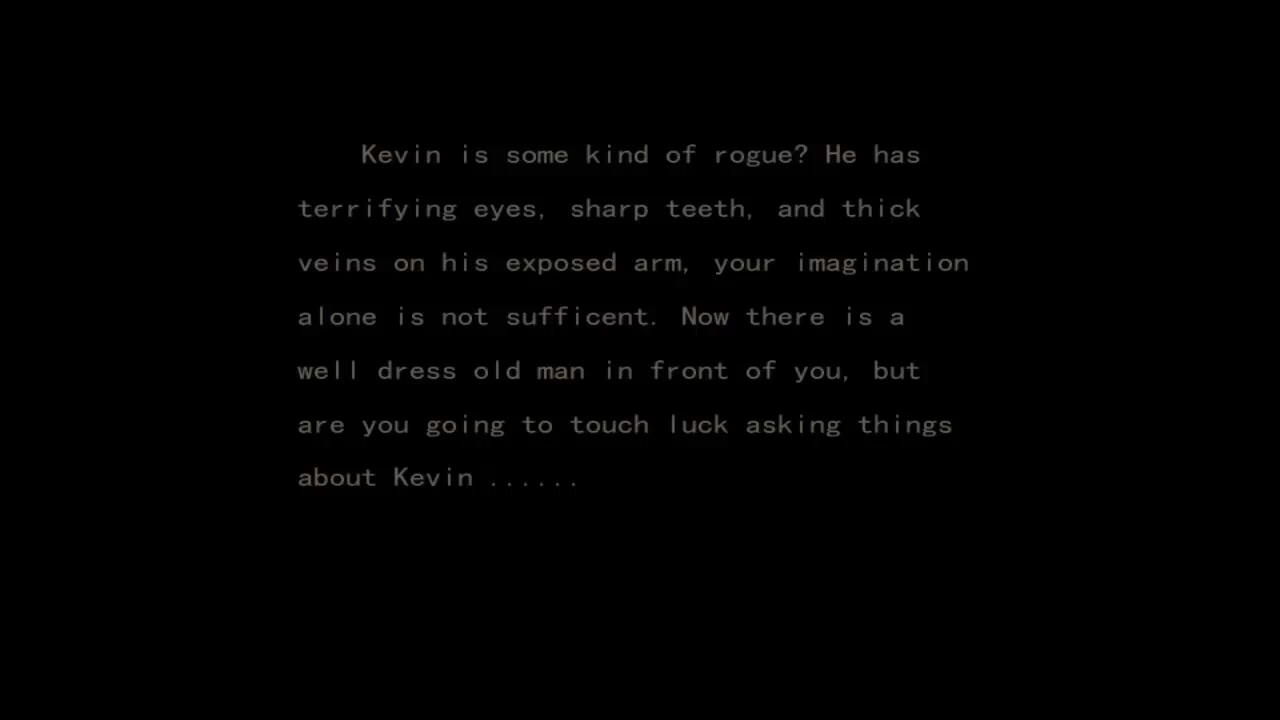 Kevin is some kind of rogue? He has
terrifying eyes, sharp teeth, and thick
veins on his exposed arm, your imagination
alone is not sufficent. Now there is a
well dress old man in front of you, but
are you going to touch luck asking things
about Kevin ......